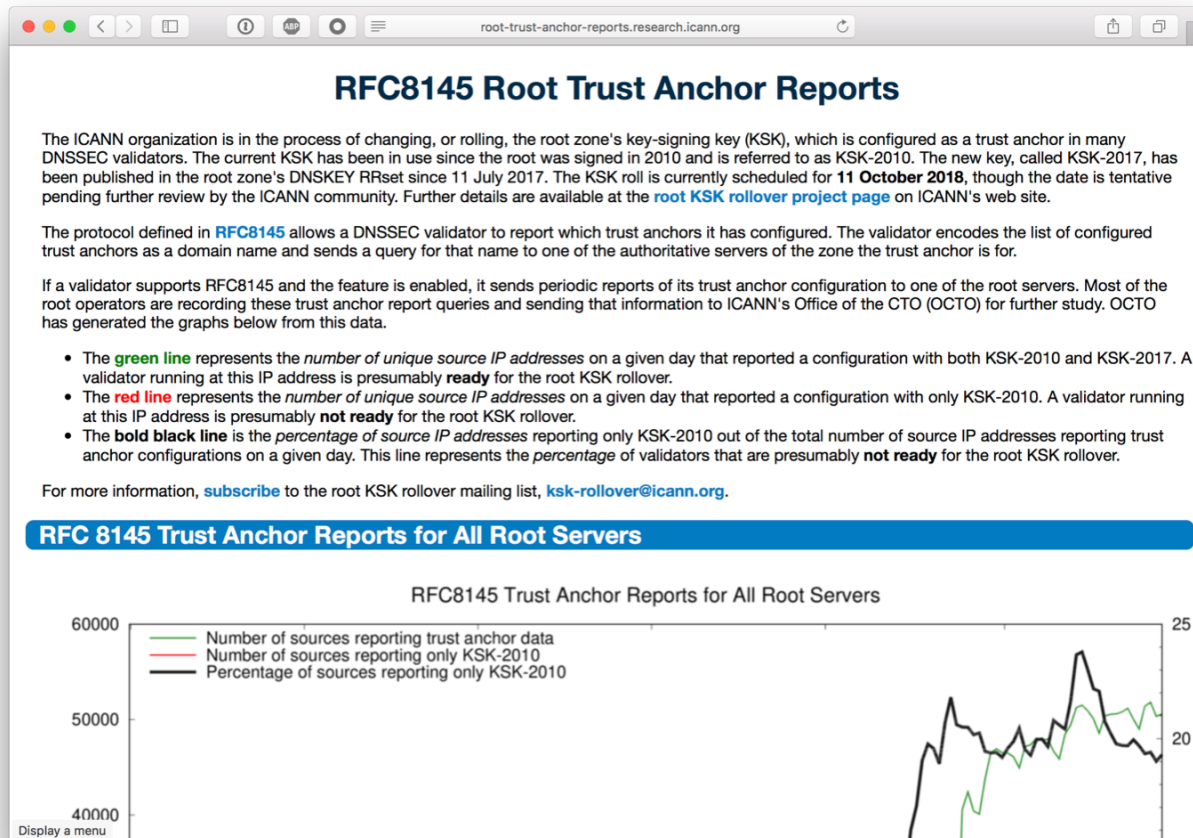 root-trust-anchor-reports.research.icann.org
RFC8145 Root Trust Anchor Reports
The ICANN organization is in the process of changing, or rolling, the root zone's key-signing key (KSK), which is configured as a trust anchor in many
DNSSEC validators. The current KSK has been in use since the root was signed in 2010 and is referred to as KSK-2010. The new key, called KSK-2017, has
been published in the root zone's DNSKEY RRset since 11 July 2017. The KSK roll is currently scheduled for 11 October 2018, though the date is tentative
pending further review by the ICANN community. Further details are available at the root KSK rollover project page on ICANN's web site.
The protocol defined in RFC8145 allows a DNSSEC validator to report which trust anchors it has configured. The validator encodes the list of configured
trust anchors as a domain name and sends a query for that name to one of the authoritative servers of the zone the trust anchor is for.
If a validator supports RFC8145 and the feature is enabled, it sends periodic reports of its trust anchor configuration to one of the root servers. Most of the
root operators are recording these trust anchor report queries and sending that information to ICANN's Office of the CTO (OCTO) for further study. OCTO
has generated the graphs below from this data.
• The green line represents the number of unique source IP addresses on a given day that reported a configuration with both KSK-2010 and KSK-2017. A
validator running at this IP address is presumably ready for the root KSK rollover.
• The red line represents the number of unique source IP addresses on a given day that reported a configuration with only KSK-2010. A validator running
at this IP address is presumably not ready for the root KSK rollover.
• The bold black line is the percentage of source IP addresses reporting only KSK-2010 out of the total number of source IP addresses reporting trust
anchor configurations on a given day. This line represents the percentage of validators that are presumably not ready for the root KSK rollover.
For more information, subscribe to the root KSK rollover mailing list, ksk-rollover@icann.org.
RFC 8145 Trust Anchor Reports for All Root Servers
RFC8145 Trust Anchor Reports for All Root Servers
60000
25
Number of sources reporting trust anchor data
Number of sources reporting only KSK-2010
Percentage of sources reporting only KSK-2010
50000
20
40000
Display a menu
ABP